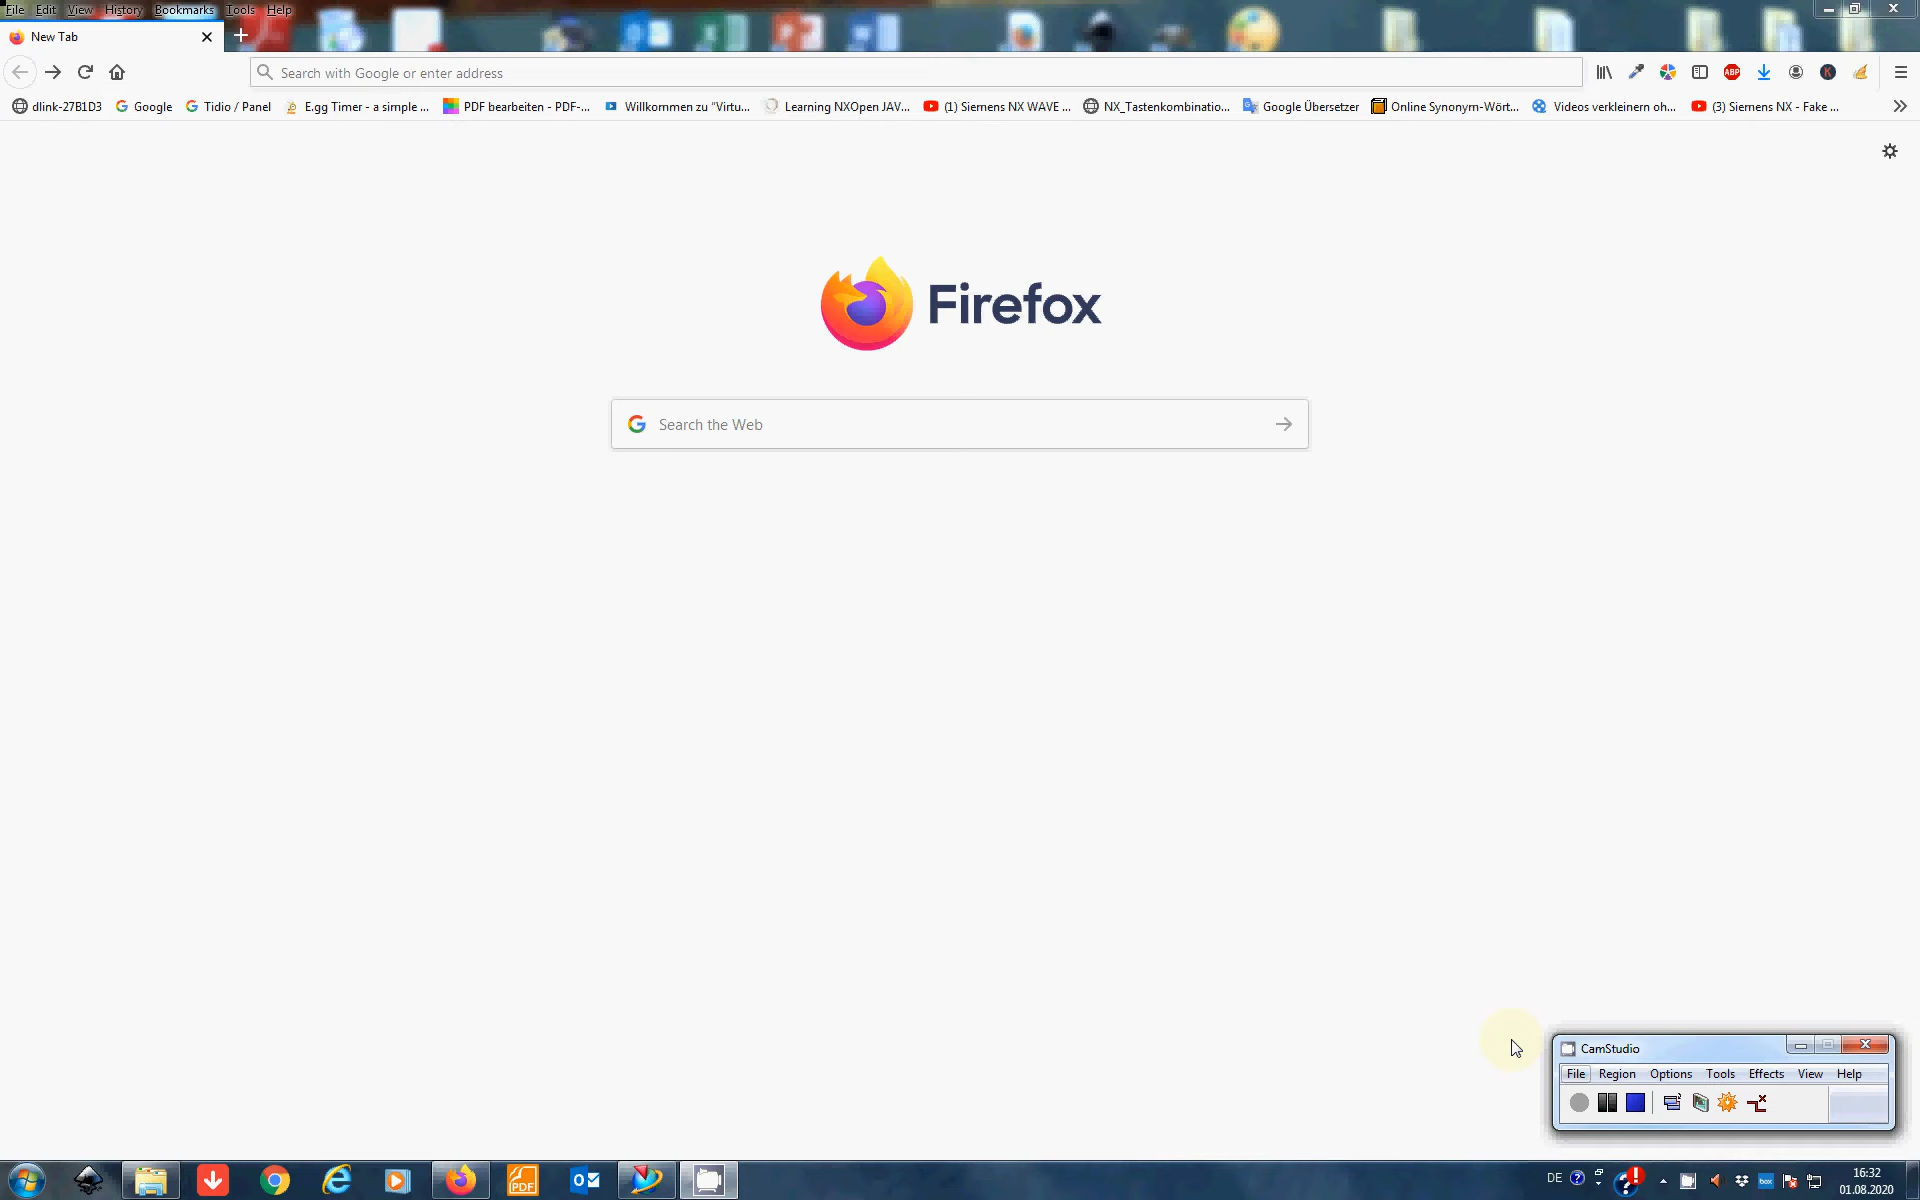 File Edit View History Bookmarks Tools Help
New Tab
Search with Google or enter address
dlink-27B1D3 Google Tidio / Panel E.gg Timer - a simple ... PDF bearbeiten - PDF-... Willkommen zu "Virtu... Learning NXOpen JAV... (1) Siemens NX WAVE ... NX_Tastenkombinatio... Google Übersetzer Online Synonym-Wört... Videos verkleinern oh... (3) Siemens NX - Fake ...
Firefox
Search the Web
CamStudio
File Region Options Tools Effects View Help
DE
16:32
01.08.2020